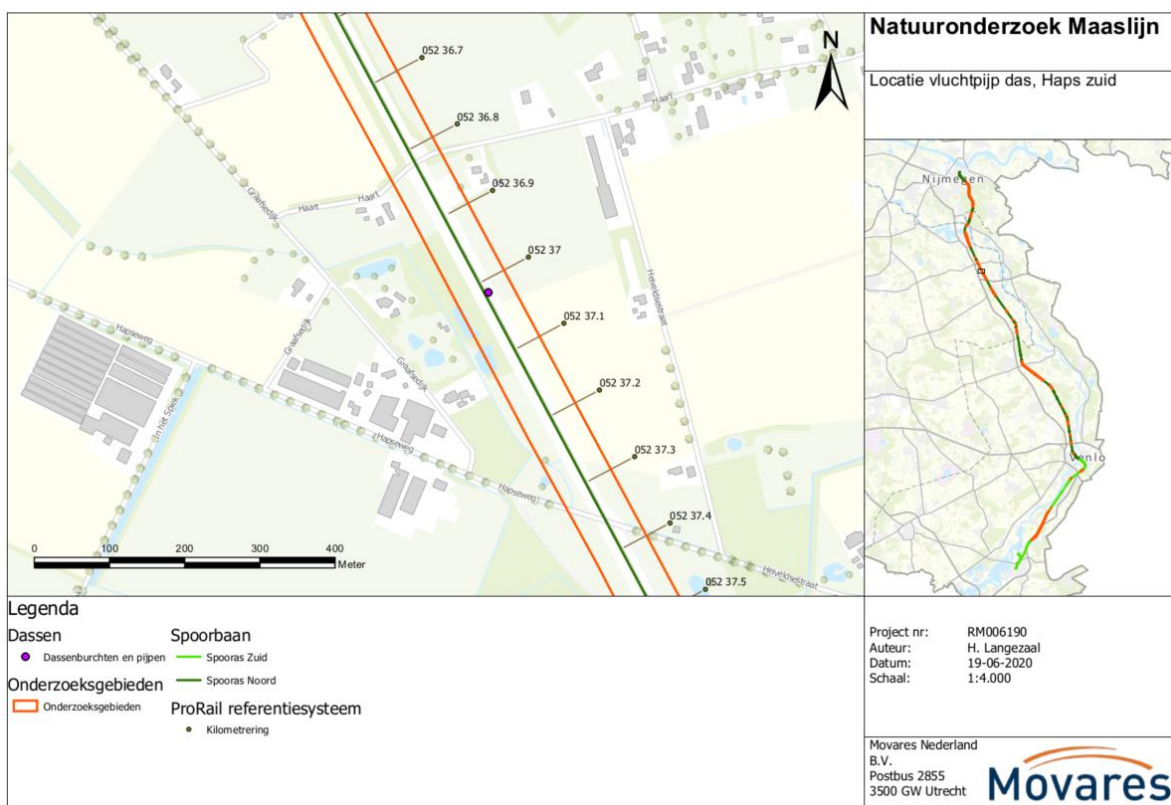 Natuuronderzoek Maaslijn
Locatie vluchtpijp das, Haps zuid
N
052 36.7
052 36.8
Haart
052 36.9
Graafsedijk
Haart
Haart
052 37
Heiveldsestraat
052 37.1
Hapseweg
Graafsedijk
Graafsedijk
052 37.2
In het Spiek
Hapseweg
052 37.3
Hapseweg
052 37.4
Heiveldsestraat
052 37.5
0 100 200 300 400
Meter
Nijmegen
Venlo
Legenda
Dassen
Dassenburchten en pijpen
Onderzoeksgebieden
Onderzoeksgebieden
Spoorbaan
Spooras Zuid
Spooras Noord
ProRail referentiesysteem
Kilometrering
Project nr: RM006190
Auteur: H. Langezaal
Datum: 19-06-2020
Schaal: 1:4.000
Movares Nederland
B.V.
Postbus 2855
3500 GW Utrecht
Movares